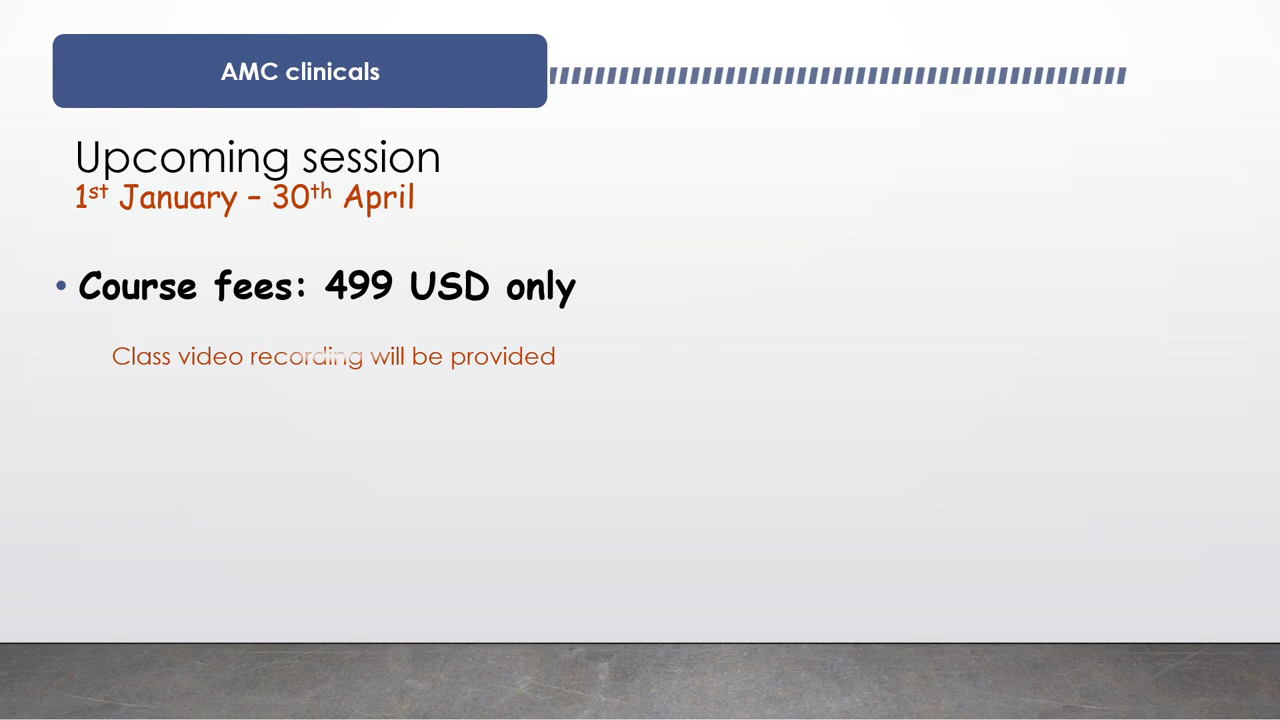 AMC clinicals
Upcoming session
1st January – 30th April
• Course fees: 499 USD only
Class video recording will be provided